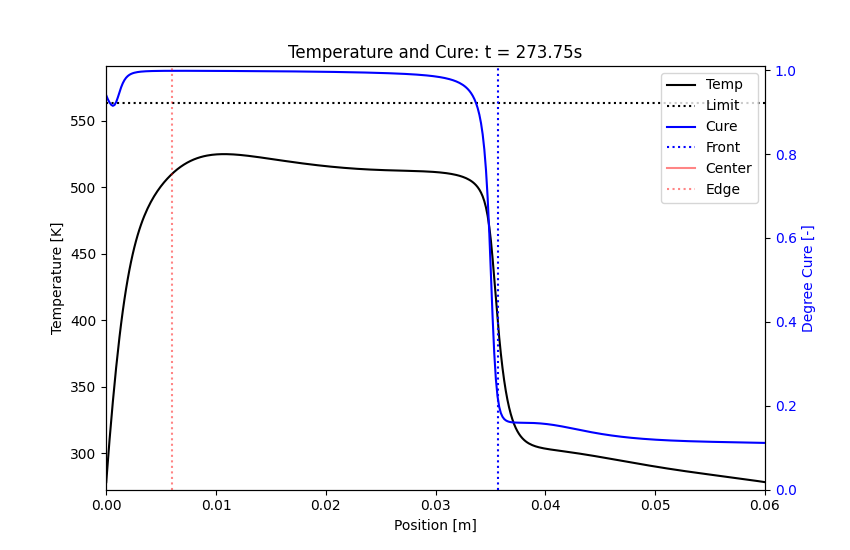 Temperature and Cure: t = 273.75s
Temperature [K]
550
500
450
400
350
300
Temp
Limit
Cure
Front
Center
Edge
1.0
0.8
0.6
0.4
0.2
0.0
Degree Cure [-]
0.00
0.01
0.02
0.03
0.04
0.05
0.06
Position [m]